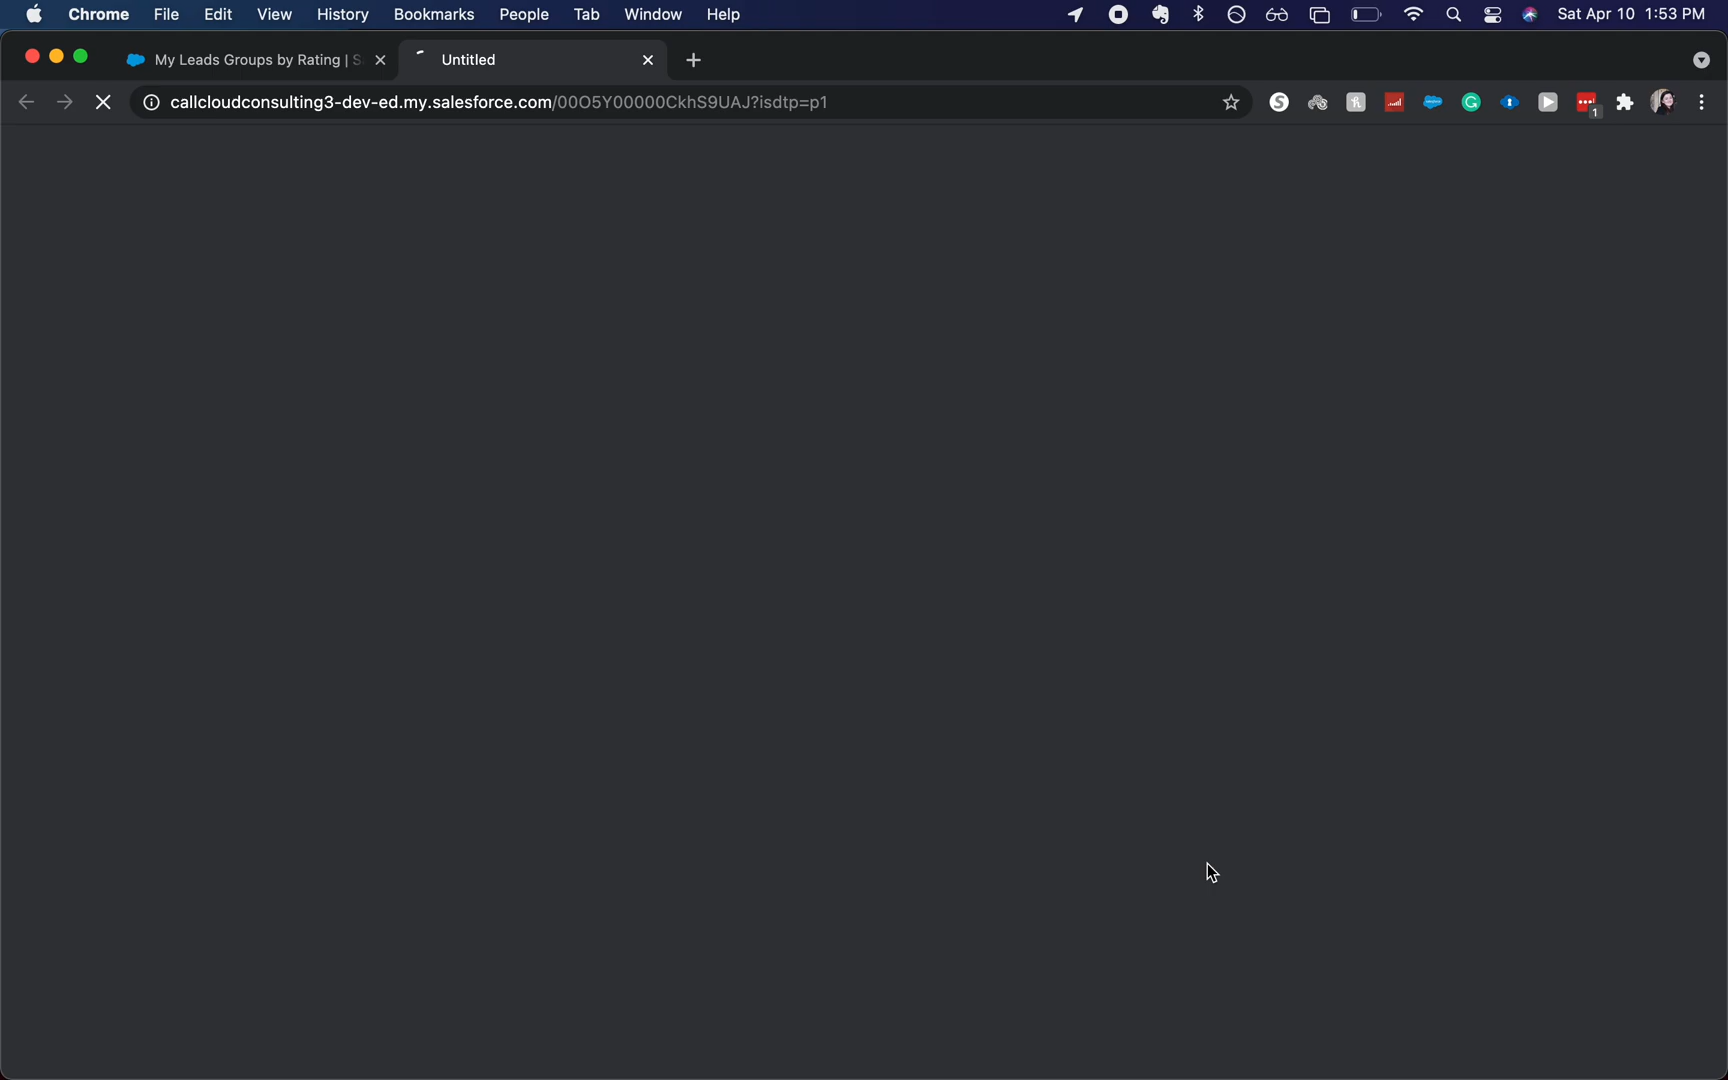 Chrome File Edit View History Bookmarks People Tab Window Help Sat Apr 10 1:53 PM
My Leads Groups by Rating | S Untitled
callcloudconsulting3-dev-ed.my.salesforce.com/00O5Y00000CkhS9UAJ?isdtp=p1
1